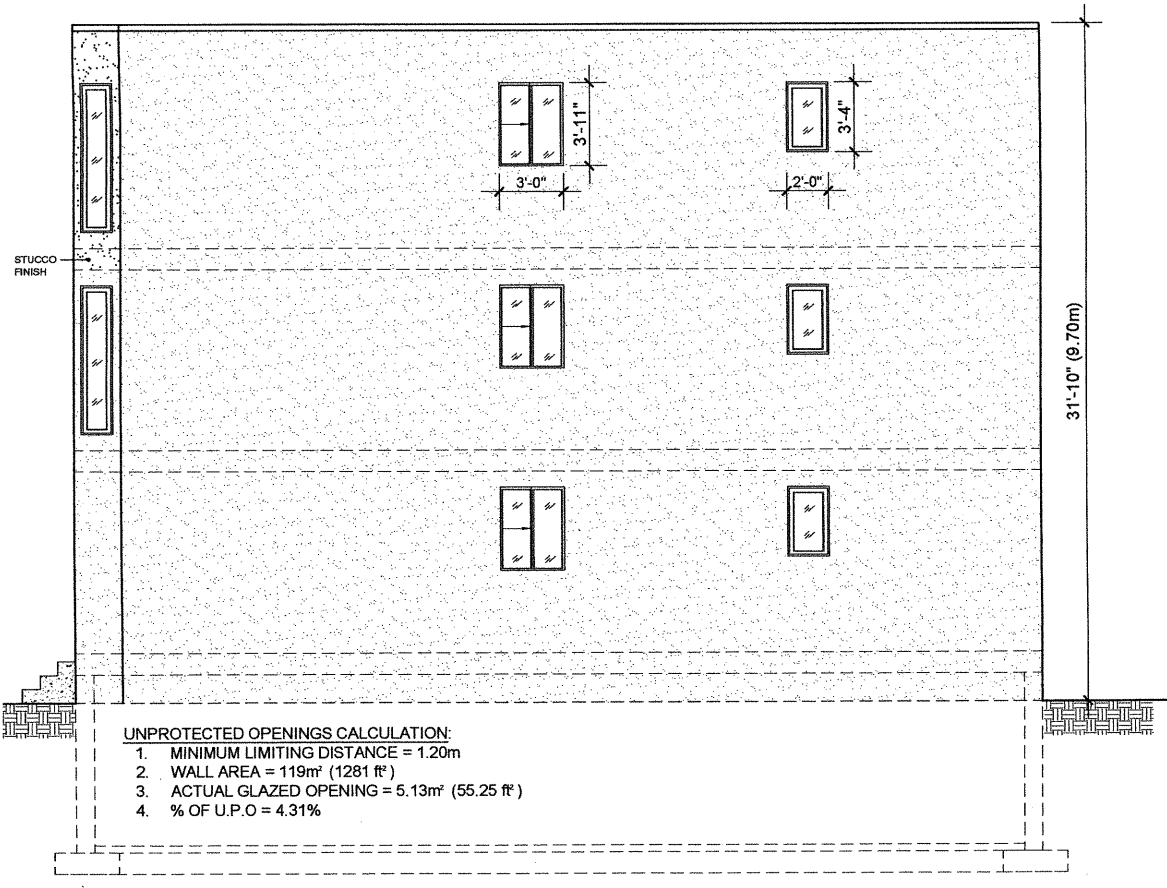 3'-11"
3'-4"
3'-0"
2'-0"
STUCCO
FINISH
31'-10" (9.70m)
UNPROTECTED OPENINGS CALCULATION:
1. MINIMUM LIMITING DISTANCE = 1.20m
2. WALL AREA = 119m² (1281 ft²)
3. ACTUAL GLAZED OPENING = 5.13m² (55.25 ft²)
4. % OF U.P.O = 4.31%